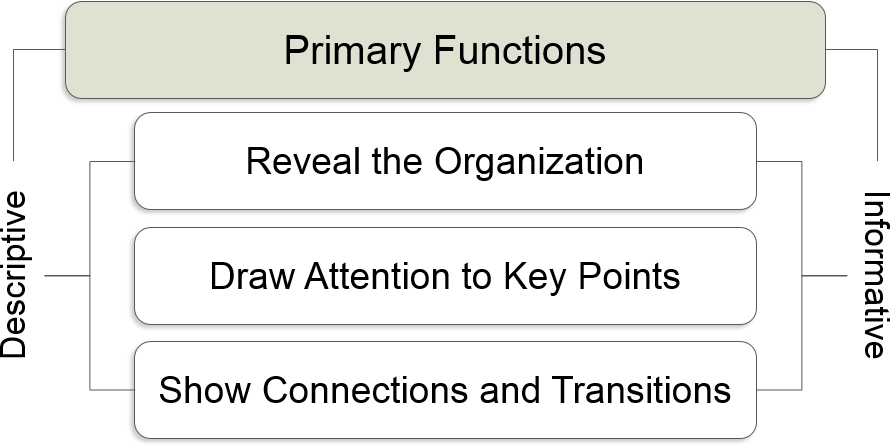 Primary Functions
Reveal the Organization
Draw Attention to Key Points
Show Connections and Transitions
Descriptive
Informative